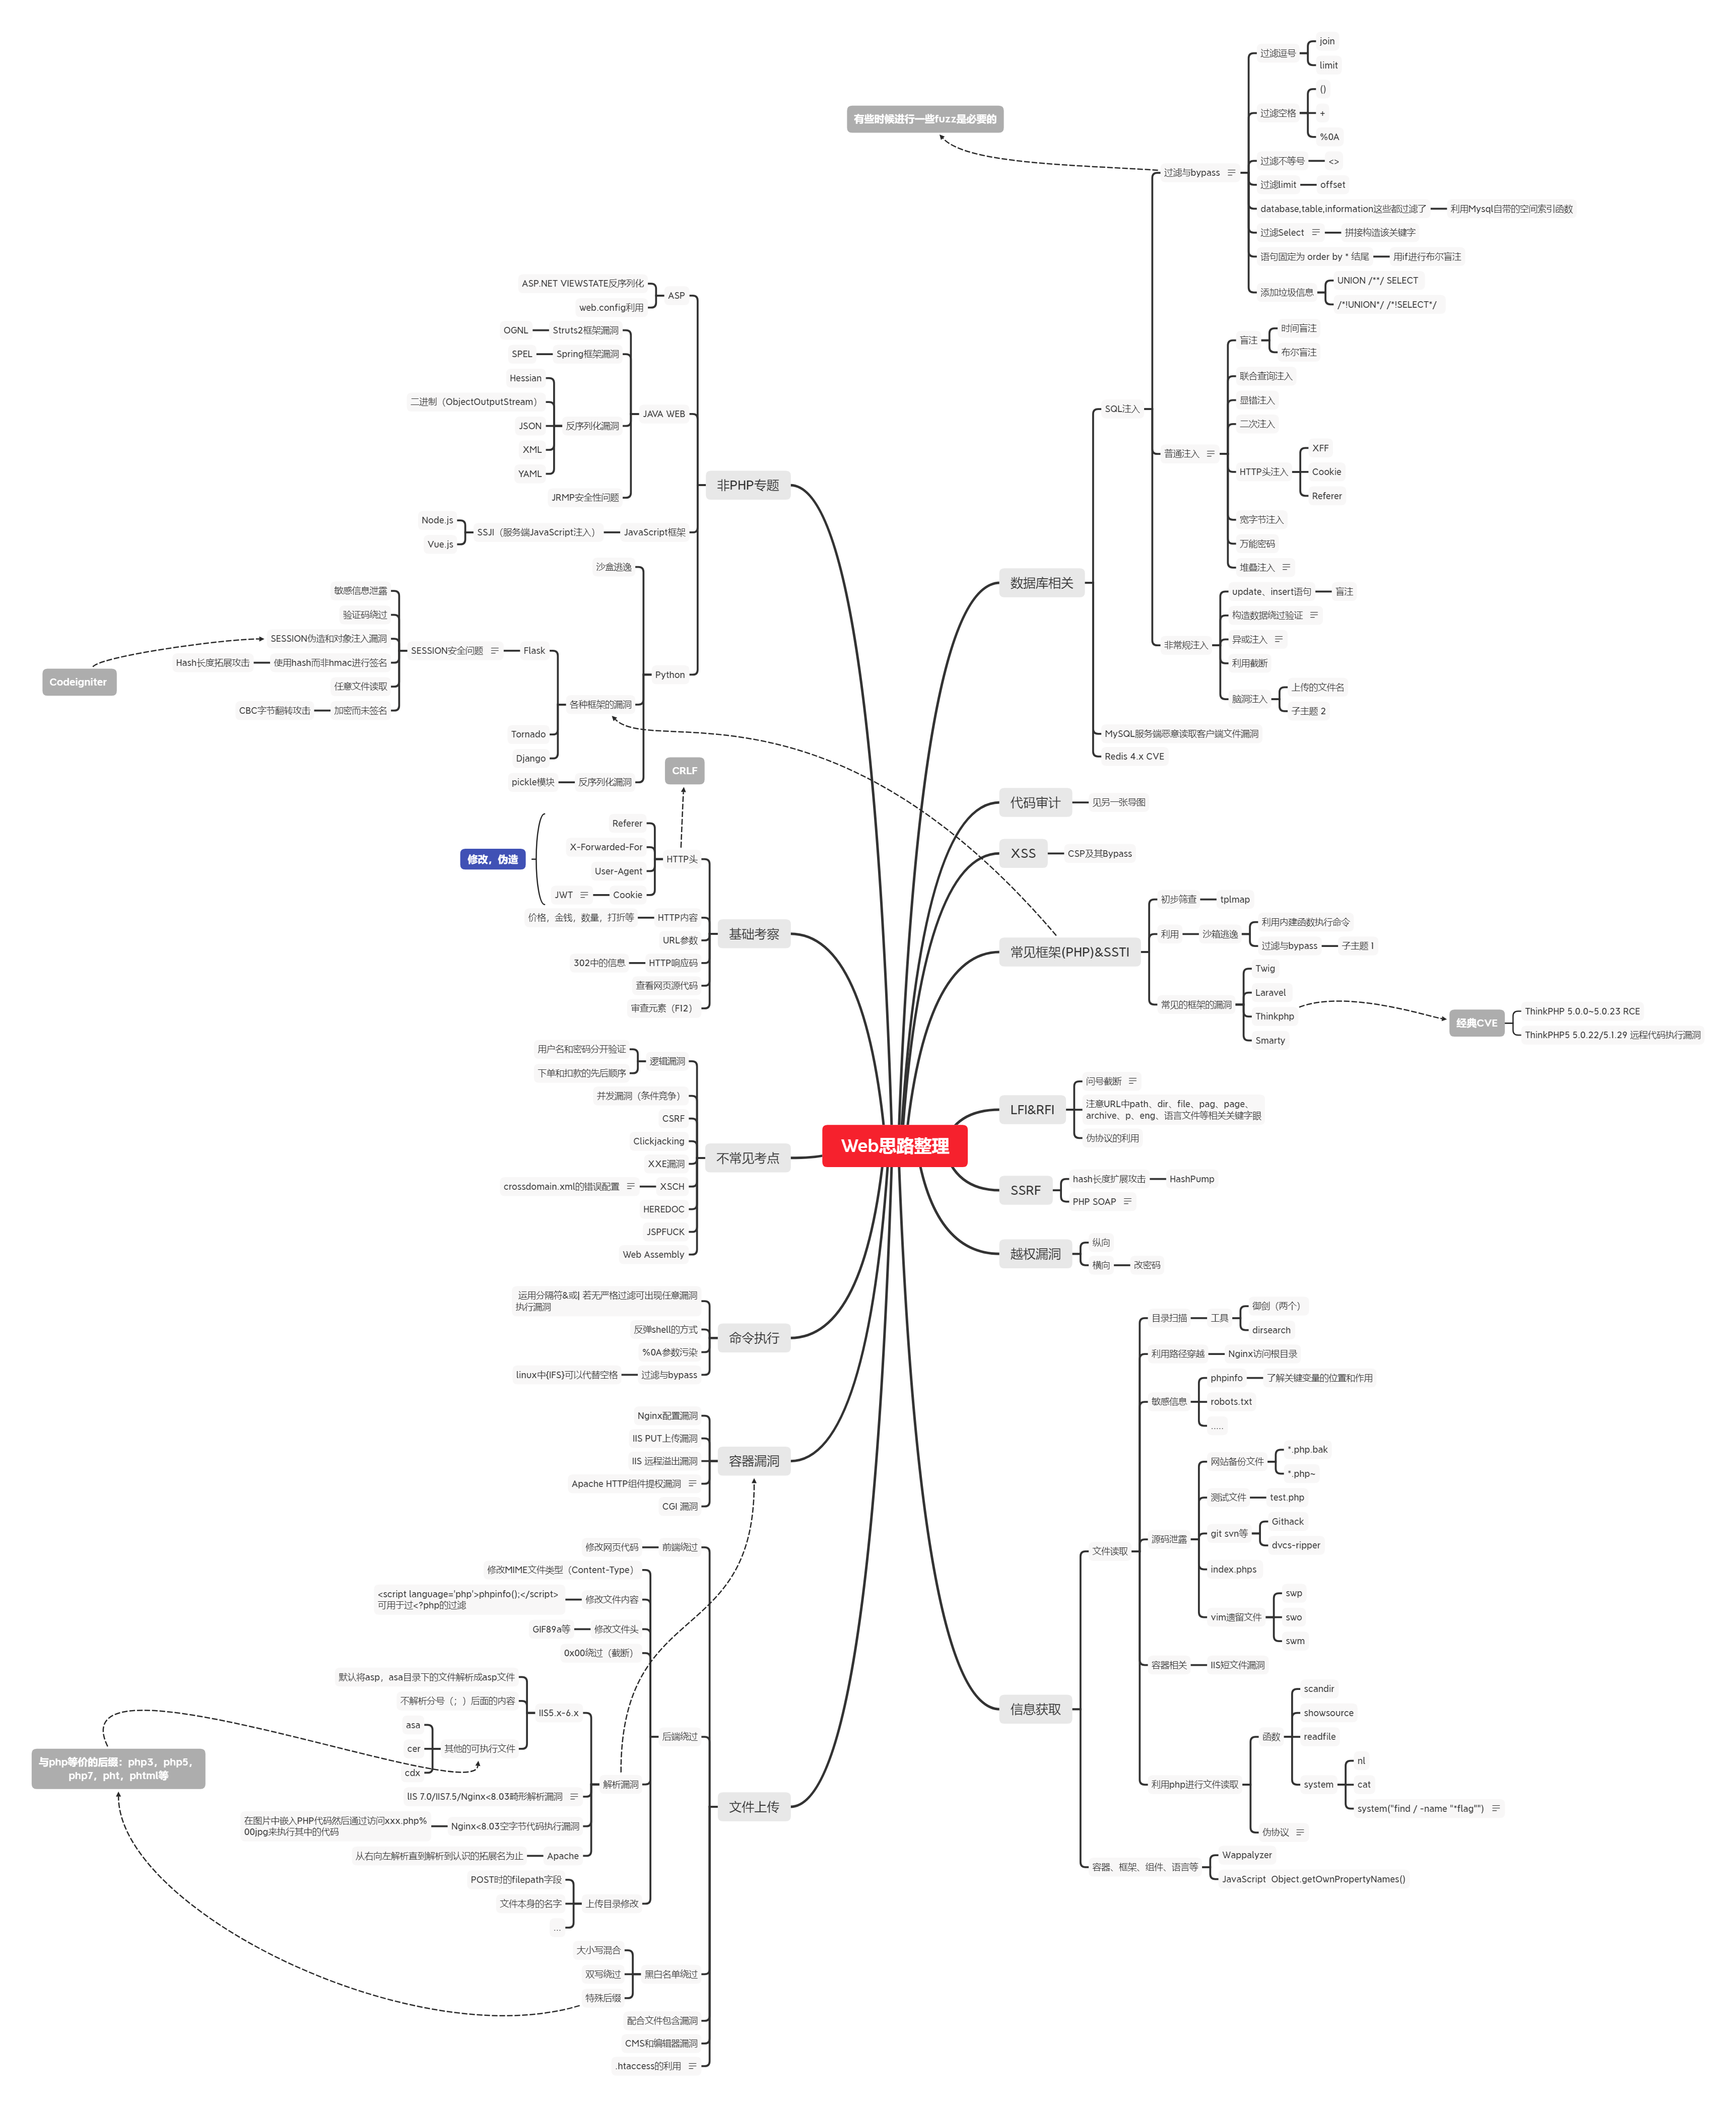 Web思路整理
数据库相关
SQL注入
过滤与bypass
有些时候进行一些fuzz是必要的
过滤逗号
join
limit
过滤空格
()
+
%0A
过滤不等号
<>
过滤limit
offset
database,table,information这些都过滤了
利用Mysql自带的空间索引函数
过滤Select
拼接构造该关键字
语句固定为 order by * 结尾
用if进行布尔盲注
添加垃圾信息
UNION /**/ SELECT
/*!UNION*/ /*!SELECT*/
普通注入
盲注
时间盲注
布尔盲注
联合查询注入
显错注入
二次注入
HTTP头注入
XFF
Cookie
Referer
宽字节注入
万能密码
堆叠注入
非常规注入
update、insert语句
盲注
构造数据绕过验证
异或注入
利用截断
脑洞注入
上传的文件名
子主题 2
MySQL服务端恶意读取客户端文件漏洞
Redis 4.x CVE
代码审计
见另一张导图
XSS
CSP及其Bypass
常见框架(PHP)&SSTI
初步筛查
tplmap
利用
沙箱逃逸
利用内建函数执行命令
过滤与bypass
子主题 1
常见的框架的漏洞
Twig
Laravel
Thinkphp
Smarty
经典CVE
ThinkPHP 5.0.0~5.0.23 RCE
ThinkPHP5 5.0.22/5.1.29 远程代码执行漏洞
LFI&RFI
问号截断
注意URL中path、dir、file、pag、page、
archive、p、eng、语言文件等相关关键字眼
伪协议的利用
SSRF
hash长度扩展攻击
HashPump
PHP SOAP
越权漏洞
纵向
横向
改密码
信息获取
文件读取
目录扫描
工具
御剑（两个）
dirsearch
利用路径穿越
Nginx访问根目录
敏感信息
phpinfo
了解关键变量的位置和作用
robots.txt
.....
源码泄露
网站备份文件
*.php.bak
*.php~
测试文件
test.php
git svn等
Githack
dvcs-ripper
index.phps
vim遗留文件
swp
swo
swm
容器相关
IIS短文件漏洞
利用php进行文件读取
函数
scandir
showsource
readfile
system
nl
cat
system("find / -name "*flag"")
伪协议
容器、框架、组件、语言等
Wappalyzer
JavaScript  Object.getOwnPropertyNames()
非PHP专题
ASP
ASP.NET VIEWSTATE反序列化
web.config利用
JAVA WEB
Struts2框架漏洞
OGNL
Spring框架漏洞
SPEL
反序列化漏洞
Hessian
二进制（ObjectOutputStream）
JSON
XML
YAML
JRMP安全性问题
JavaScript框架
SSJI（服务端JavaScript注入）
Node.js
Vue.js
Python
沙盒逃逸
各种框架的漏洞
Flask
SESSION安全问题
敏感信息泄露
验证码绕过
SESSION伪造和对象注入漏洞
Codeigniter
使用hash而非hmac进行签名
Hash长度拓展攻击
任意文件读取
加密而未签名
CBC字节翻转攻击
Tornado
Django
反序列化漏洞
pickle模块
基础考察
HTTP头
CRLF
Referer
X-Forwarded-For
User-Agent
Cookie
JWT
修改，伪造
HTTP内容
价格，金钱，数量，打折等
URL参数
HTTP响应码
302中的信息
查看网页源代码
审查元素（F12）
不常见考点
逻辑漏洞
用户名和密码分开验证
下单和扣款的先后顺序
并发漏洞（条件竞争）
CSRF
Clickjacking
XXE漏洞
XSCH
crossdomain.xml的错误配置
HEREDOC
JSPFUCK
Web Assembly
命令执行
运用分隔符&或| 若无严格过滤可出现任意漏洞
执行漏洞
反弹shell的方式
%0A参数污染
过滤与bypass
linux中{IFS}可以代替空格
容器漏洞
Nginx配置漏洞
IIS PUT上传漏洞
IIS 远程溢出漏洞
Apache HTTP组件提权漏洞
CGI 漏洞
文件上传
前端绕过
修改网页代码
后端绕过
修改MIME文件类型（Content-Type）
修改文件内容
<script language='php'>phpinfo();</script>
可用于过<?php的过滤
修改文件头
GIF89a等
0x00绕过（截断）
解析漏洞
IIS5.x-6.x
默认将asp，asa目录下的文件解析成asp文件
不解析分号（；）后面的内容
其他的可执行文件
asa
cer
cdx
IIS 7.0/IIS7.5/Nginx<8.03畸形解析漏洞
Nginx<8.03空字节代码执行漏洞
在图片中嵌入PHP代码然后通过访问xxx.php%
00jpg来执行其中的代码
Apache
从右向左解析直到解析到认识的拓展名为止
上传目录修改
POST时的filepath字段
文件本身的名字
...
黑白名单绕过
大小写混合
双写绕过
特殊后缀
与php等价的后缀：php3，php5，
php7，pht，phtml等
配合文件包含漏洞
CMS和编辑器漏洞
.htaccess的利用